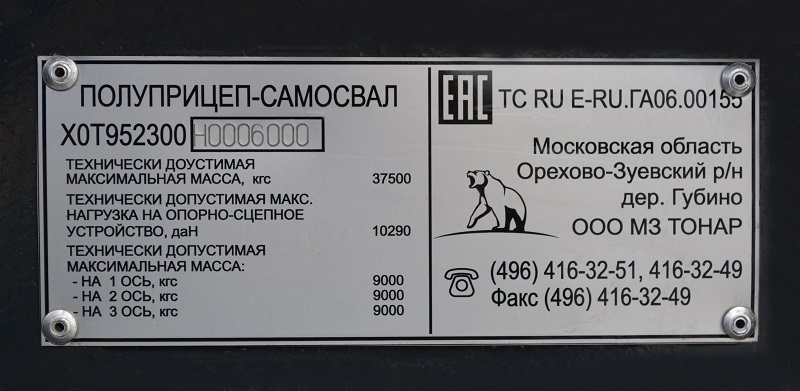 ПОЛУПРИЦЕП-САМОСВАЛ
X0T952300 H0006000
ТЕХНИЧЕСКИ ДОУСТИМАЯ
МАКСИМАЛЬНАЯ МАССА, кгс 37500
ТЕХНИЧЕСКИ ДОПУСТИМАЯ МАКС.
НАГРУЗКА НА ОПОРНО-СЦЕПНОЕ
УСТРОЙСТВО, даН 10290
ТЕХНИЧЕСКИ ДОПУСТИМАЯ
МАКСИМАЛЬНАЯ МАССА:
- НА 1 ОСЬ, кгс 9000
- НА 2 ОСЬ, кгс 9000
- НА 3 ОСЬ, кгс 9000
EAC ТС RU E-RU.ГА06.00155
Московская область
Орехово-Зуевский р/н
дер. Губино
ООО МЗ ТОНАР
(496) 416-32-51, 416-32-49
Факс (496) 416-32-49